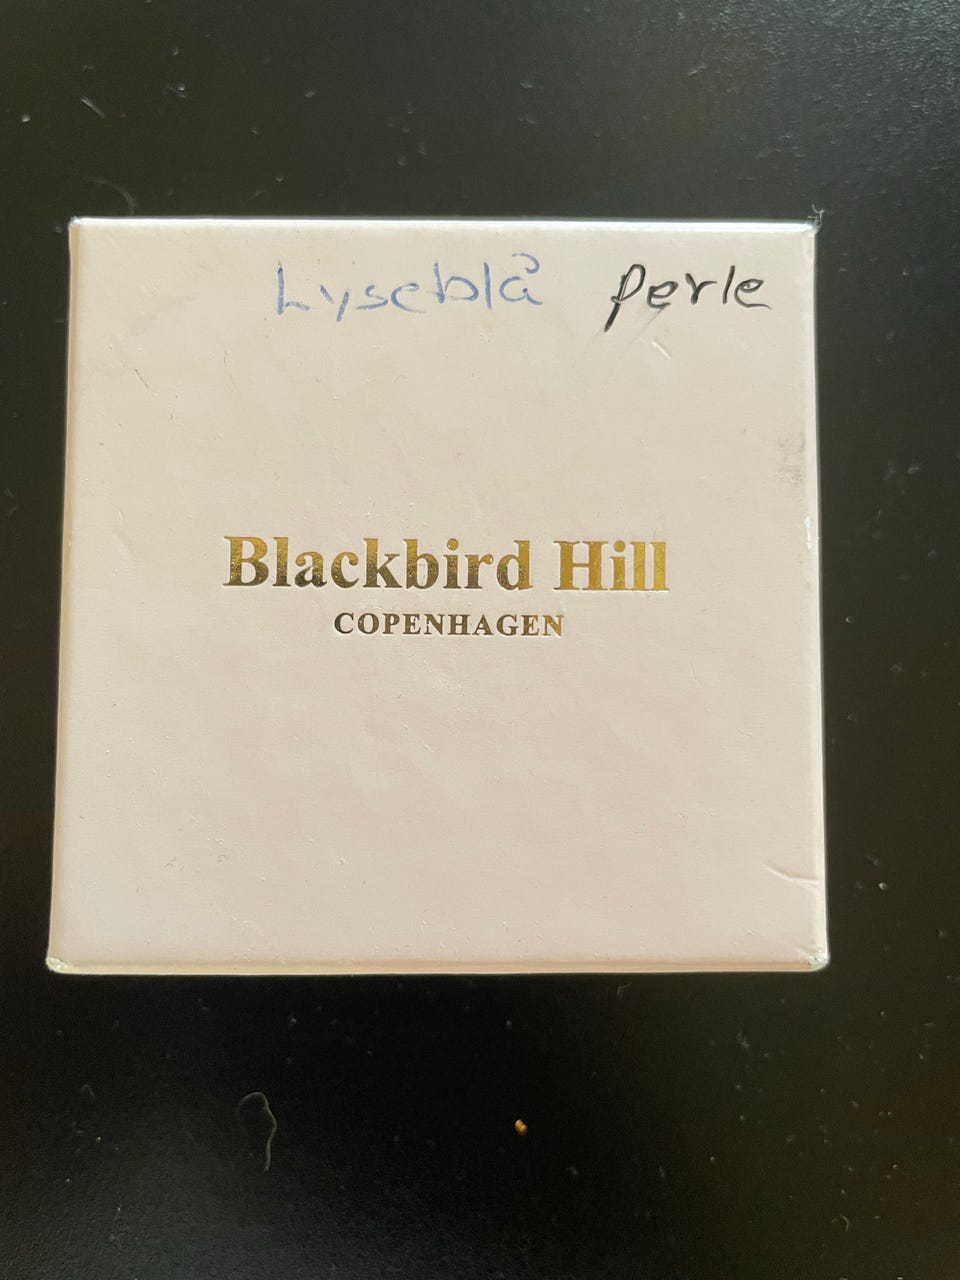 Lyseblå perle
Blackbird Hill
COPENHAGEN